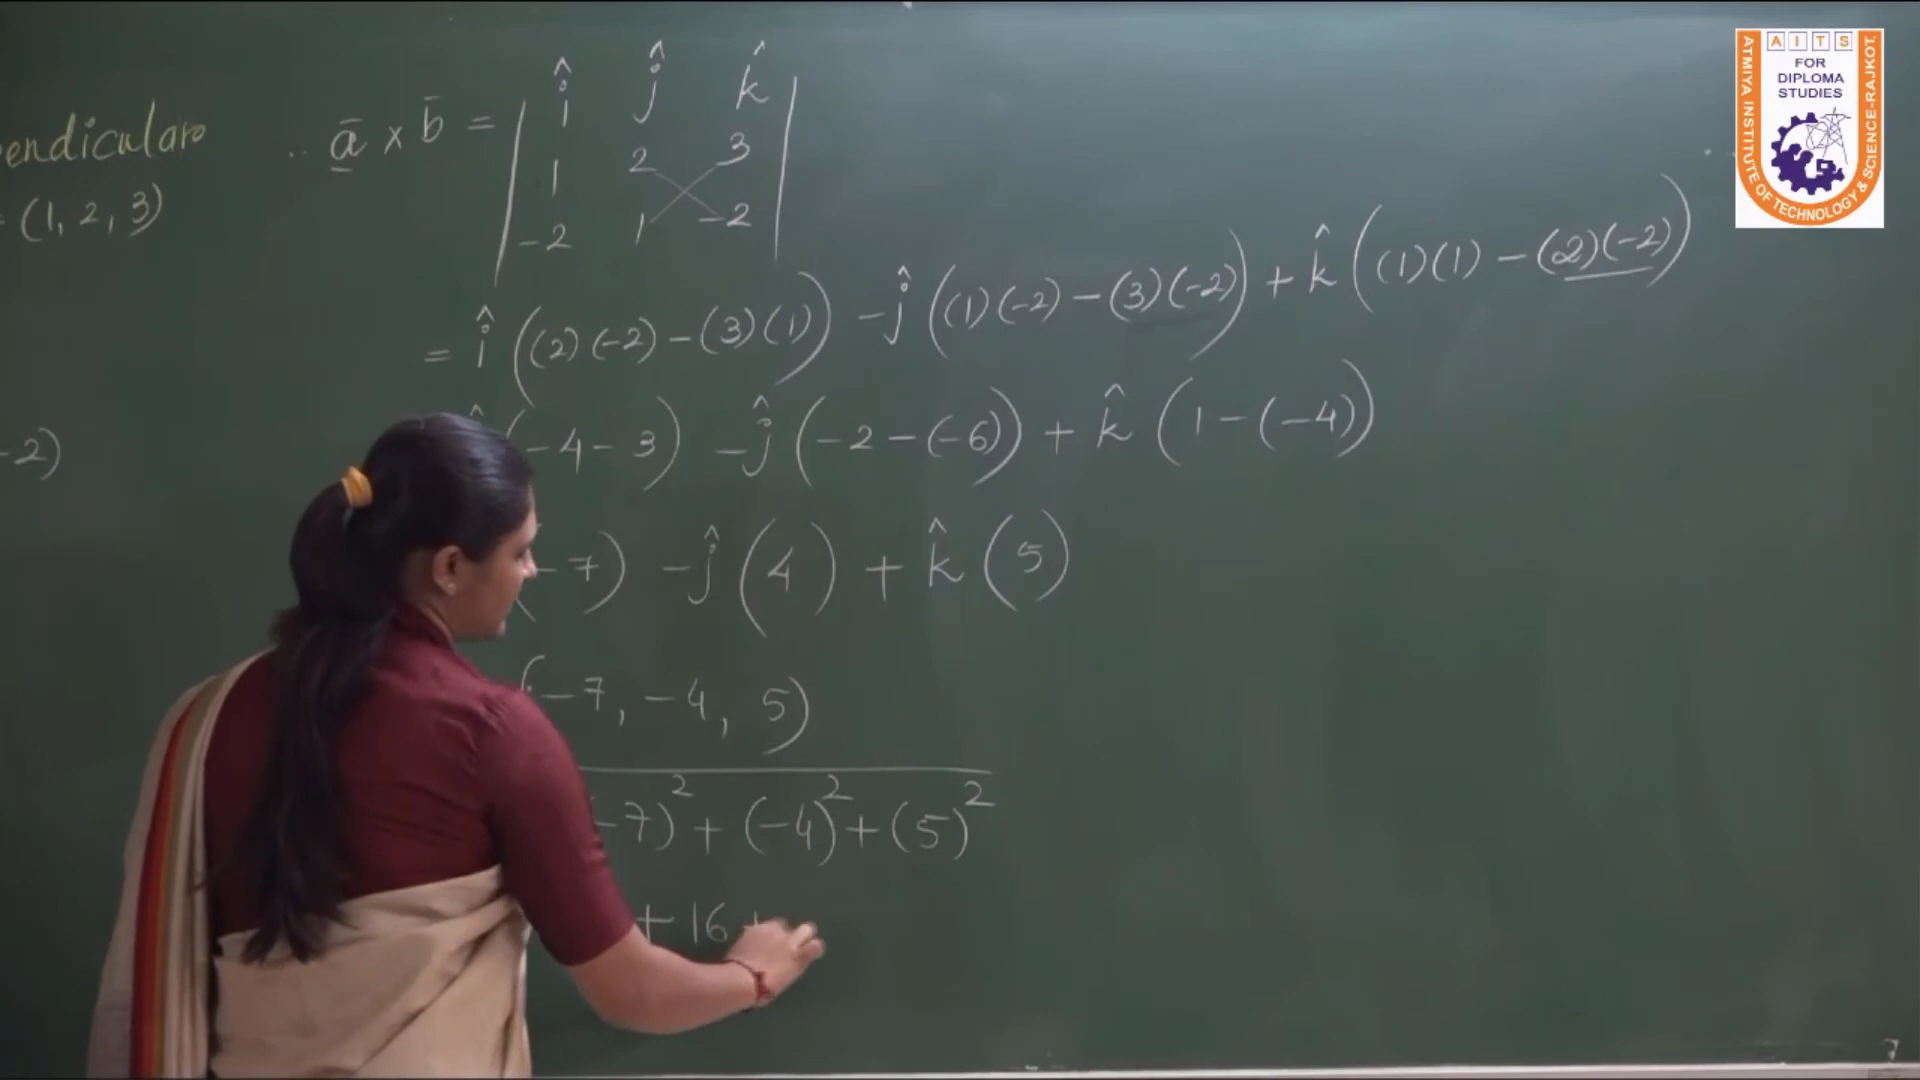 endicular
= (1, 2, 3)
-2)
∴ a̅ × b̅ = | î ĵ k̂ |
1 2 3
-2 1 -2
= î ((2)(-2) - (3)(1)) - ĵ ((1)(-2) - (3)(-2)) + k̂ ((1)(1) - (2)(-2))
(-4 - 3) - ĵ (-2 - (-6)) + k̂ (1 - (-4))
(-7) - ĵ (4) + k̂ (5)
(-7, -4, 5)
(-7)² + (-4)² + (5)²
+ 16 +
AITS
FOR
DIPLOMA
STUDIES
ATMIYA INSTITUTE OF TECHNOLOGY & SCIENCE-RAJKOT.